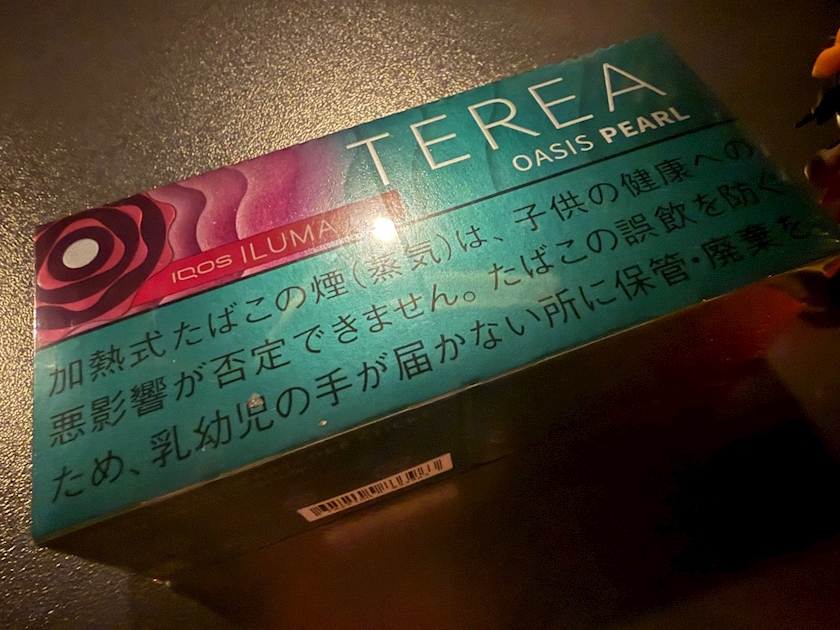 TEREA
OASIS PEARL
IQOS ILUMA
加熱式たばこの煙(蒸気)は、子供の健康への
悪影響が否定できません。たばこの誤飲を防ぐ
ため、乳幼児の手が届かない所に保管・廃棄を